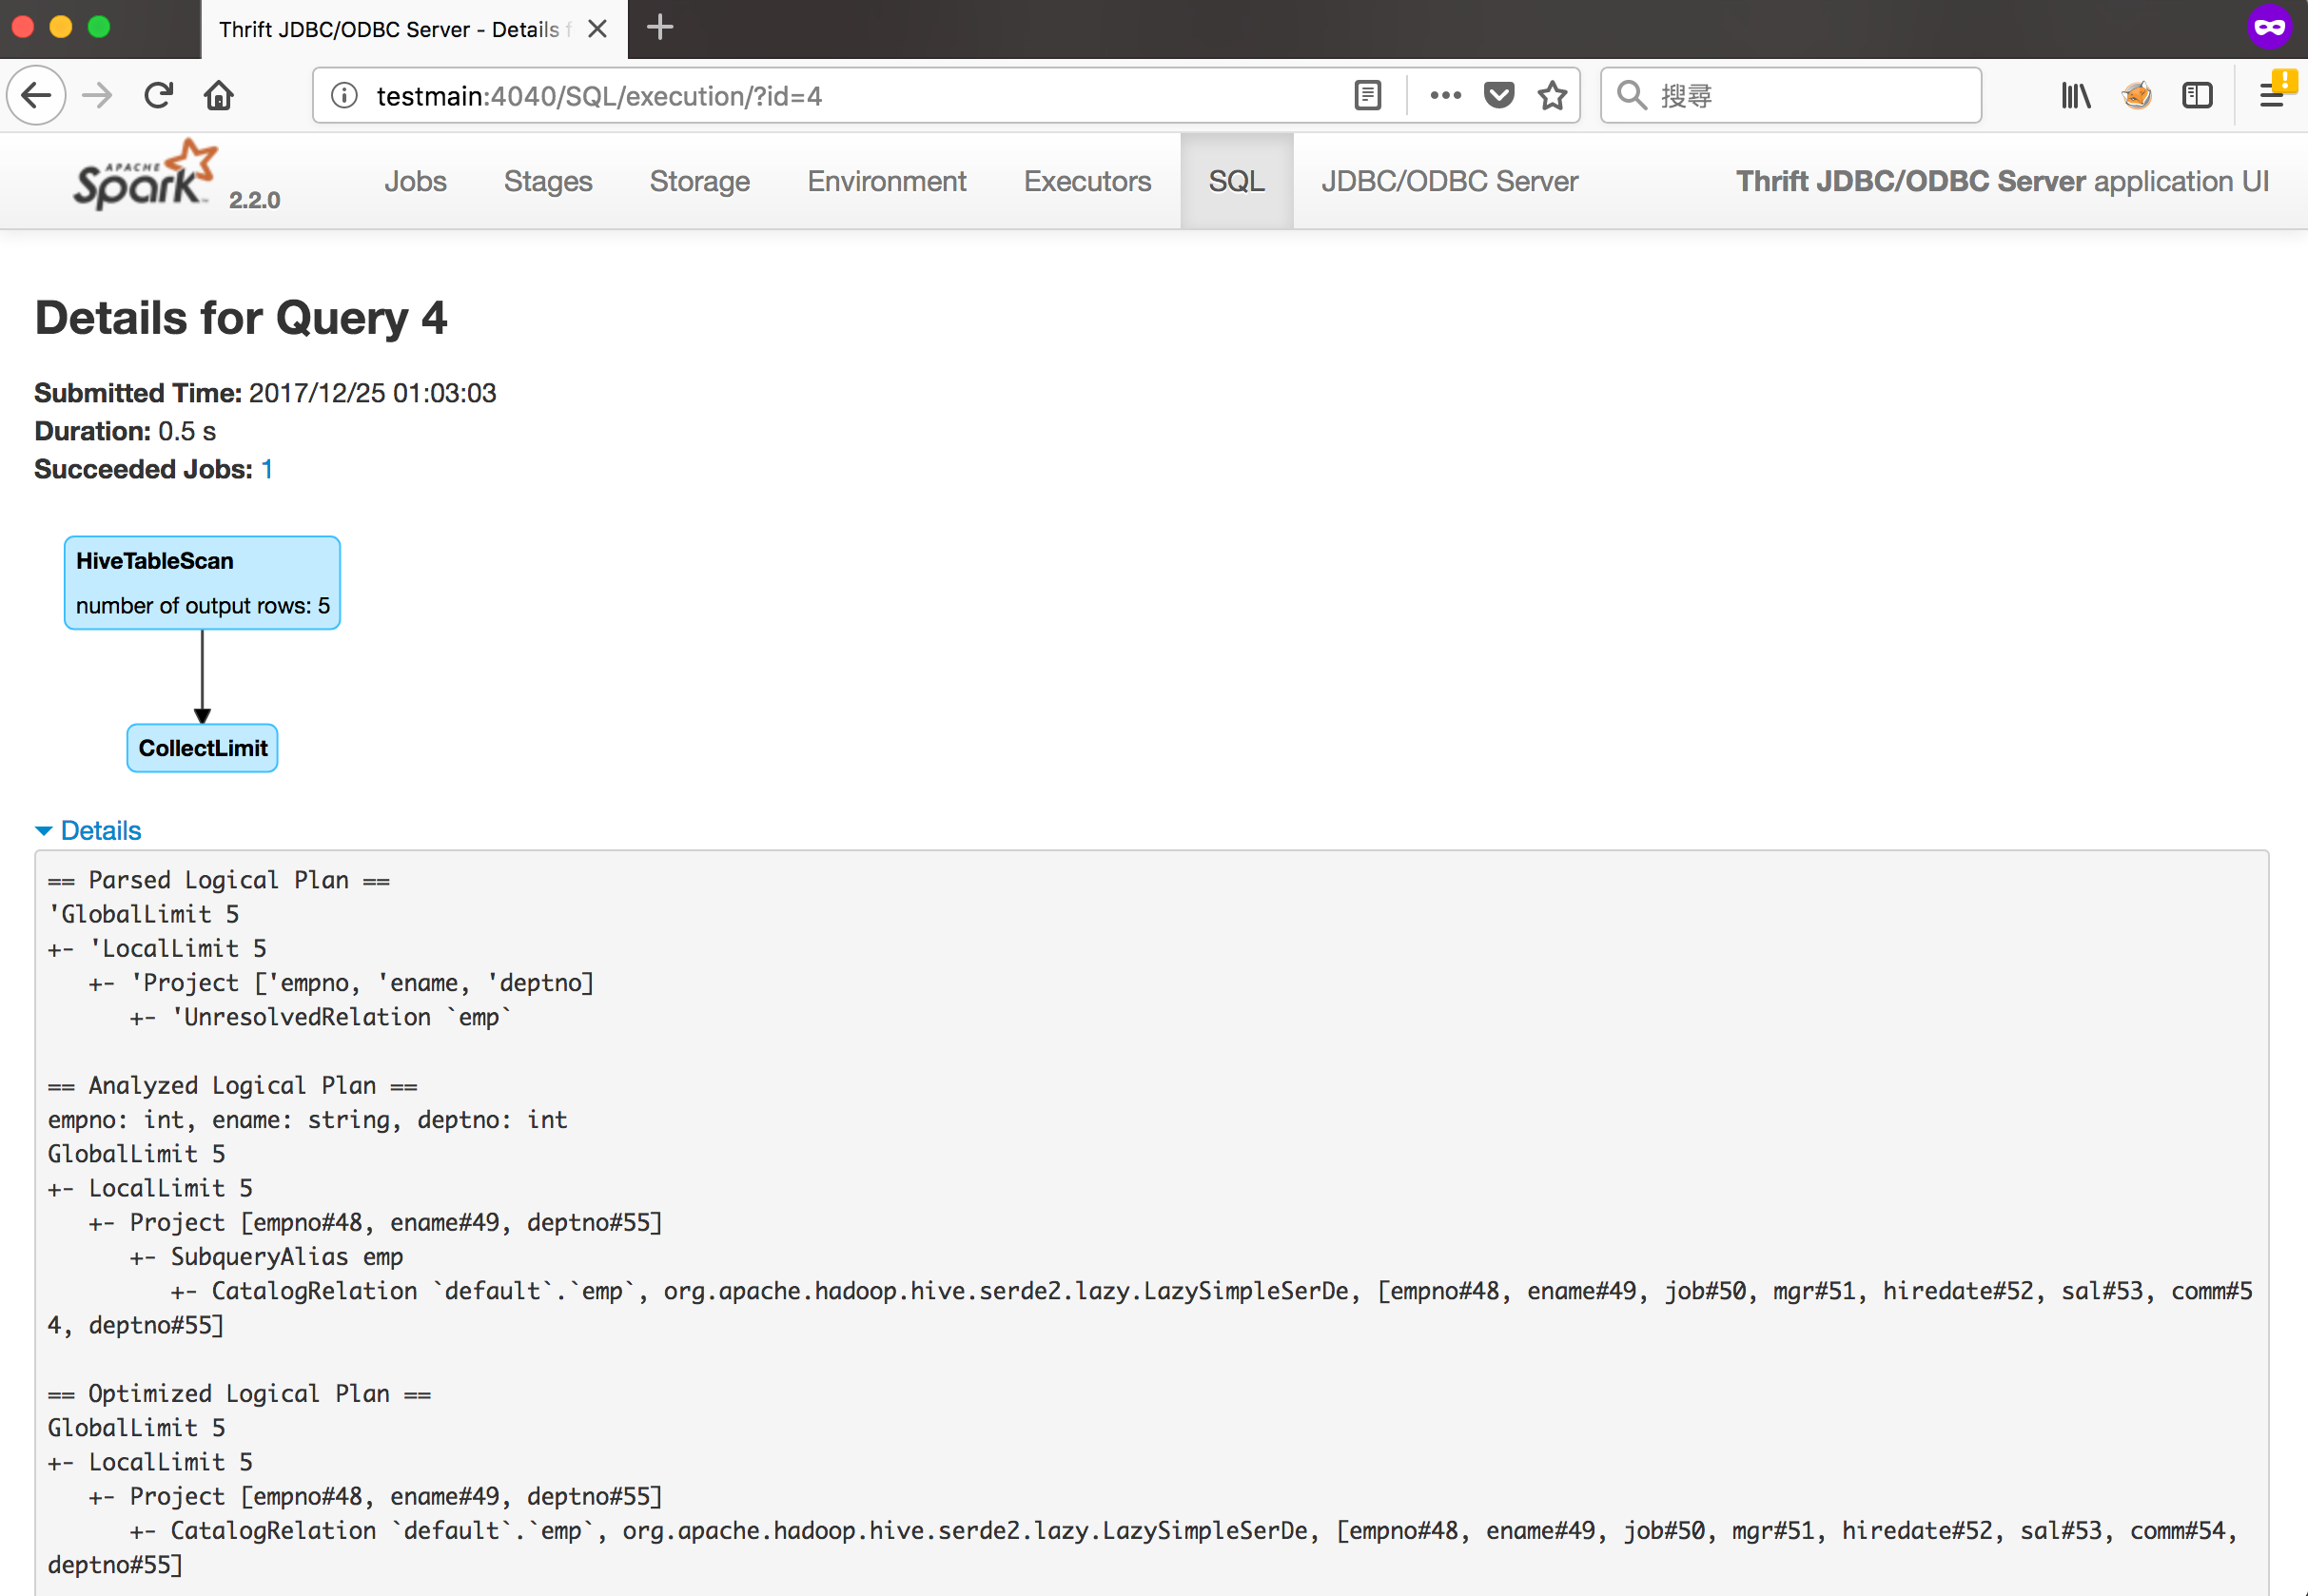 Thrift JDBC/ODBC Server - Details f
testmain:4040/SQL/execution/?id=4
搜尋
APACHE
Spark 2.2.0
Jobs
Stages
Storage
Environment
Executors
SQL
JDBC/ODBC Server
Thrift JDBC/ODBC Server application UI
Details for Query 4
Submitted Time: 2017/12/25 01:03:03
Duration: 0.5 s
Succeeded Jobs: 1
HiveTableScan
number of output rows: 5
CollectLimit
Details
== Parsed Logical Plan ==
'GlobalLimit 5
+- 'LocalLimit 5
   +- 'Project ['empno, 'ename, 'deptno]
      +- 'UnresolvedRelation `emp`
== Analyzed Logical Plan ==
empno: int, ename: string, deptno: int
GlobalLimit 5
+- LocalLimit 5
   +- Project [empno#48, ename#49, deptno#55]
      +- SubqueryAlias emp
         +- CatalogRelation `default`.`emp`, org.apache.hadoop.hive.serde2.lazy.LazySimpleSerDe, [empno#48, ename#49, job#50, mgr#51, hiredate#52, sal#53, comm#5
4, deptno#55]
== Optimized Logical Plan ==
GlobalLimit 5
+- LocalLimit 5
   +- Project [empno#48, ename#49, deptno#55]
      +- CatalogRelation `default`.`emp`, org.apache.hadoop.hive.serde2.lazy.LazySimpleSerDe, [empno#48, ename#49, job#50, mgr#51, hiredate#52, sal#53, comm#54,
deptno#55]